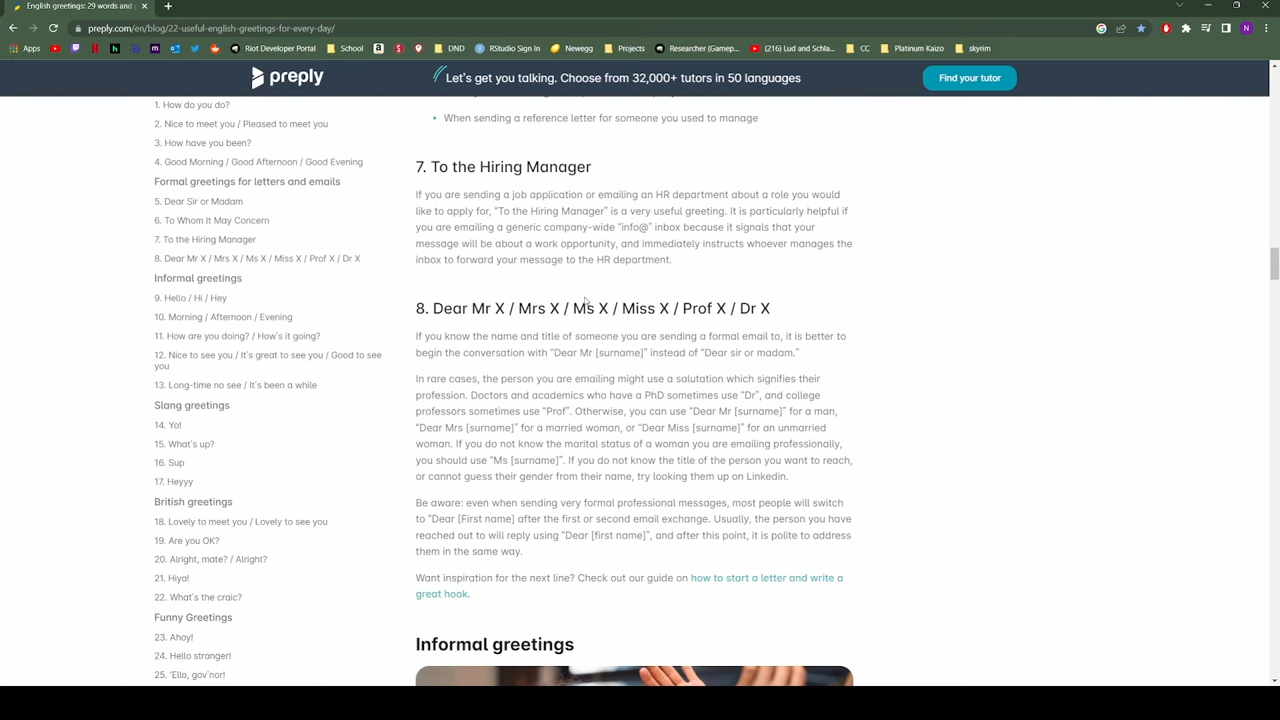 English greetings: 29 words and
preply.com/en/blog/22-useful-english-greetings-for-every-day/
N
Apps
Riot Developer Portal
School
DND
RStudio Sign In
Newegg
Projects
Researcher (Gamep...
(216) Lud and Schla...
CC
Platinum Kaizo
skyrim
preply
Let's get you talking. Choose from 32,000+ tutors in 50 languages
Find your tutor
1. How do you do?
2. Nice to meet you / Pleased to meet you
3. How have you been?
4. Good Morning / Good Afternoon / Good Evening
Formal greetings for letters and emails
5. Dear Sir or Madam
6. To Whom It May Concern
7. To the Hiring Manager
8. Dear Mr X / Mrs X / Ms X / Miss X / Prof X / Dr X
Informal greetings
9. Hello / Hi / Hey
10. Morning / Afternoon / Evening
11. How are you doing? / How's it going?
12. Nice to see you / It's great to see you / Good to see
you
13. Long-time no see / It's been a while
Slang greetings
14. Yo!
15. What's up?
16. Sup
17. Heyyy
British greetings
18. Lovely to meet you / Lovely to see you
19. Are you OK?
20. Alright, mate? / Alright?
21. Hiya!
22. What's the craic?
Funny Greetings
23. Ahoy!
24. Hello stranger!
25. 'Ello, gov'nor!
• When sending a reference letter for someone you used to manage
7. To the Hiring Manager
If you are sending a job application or emailing an HR department about a role you would
like to apply for, “To the Hiring Manager” is a very useful greeting. It is particularly helpful if
you are emailing a generic company-wide “info@” inbox because it signals that your
message will be about a work opportunity, and immediately instructs whoever manages the
inbox to forward your message to the HR department.
8. Dear Mr X / Mrs X / Ms X / Miss X / Prof X / Dr X
If you know the name and title of someone you are sending a formal email to, it is better to
begin the conversation with “Dear Mr [surname]” instead of “Dear sir or madam.”
In rare cases, the person you are emailing might use a salutation which signifies their
profession. Doctors and academics who have a PhD sometimes use “Dr”, and college
professors sometimes use “Prof”. Otherwise, you can use “Dear Mr [surname]” for a man,
“Dear Mrs [surname]” for a married woman, or “Dear Miss [surname]” for an unmarried
woman. If you do not know the marital status of a woman you are emailing professionally,
you should use “Ms [surname]”. If you do not know the title of the person you want to reach,
or cannot guess their gender from their name, try looking them up on Linkedin.
Be aware: even when sending very formal professional messages, most people will switch
to “Dear [First name] after the first or second email exchange. Usually, the person you have
reached out to will reply using “Dear [first name]”, and after this point, it is polite to address
them in the same way.
Want inspiration for the next line? Check out our guide on how to start a letter and write a
great hook.
Informal greetings